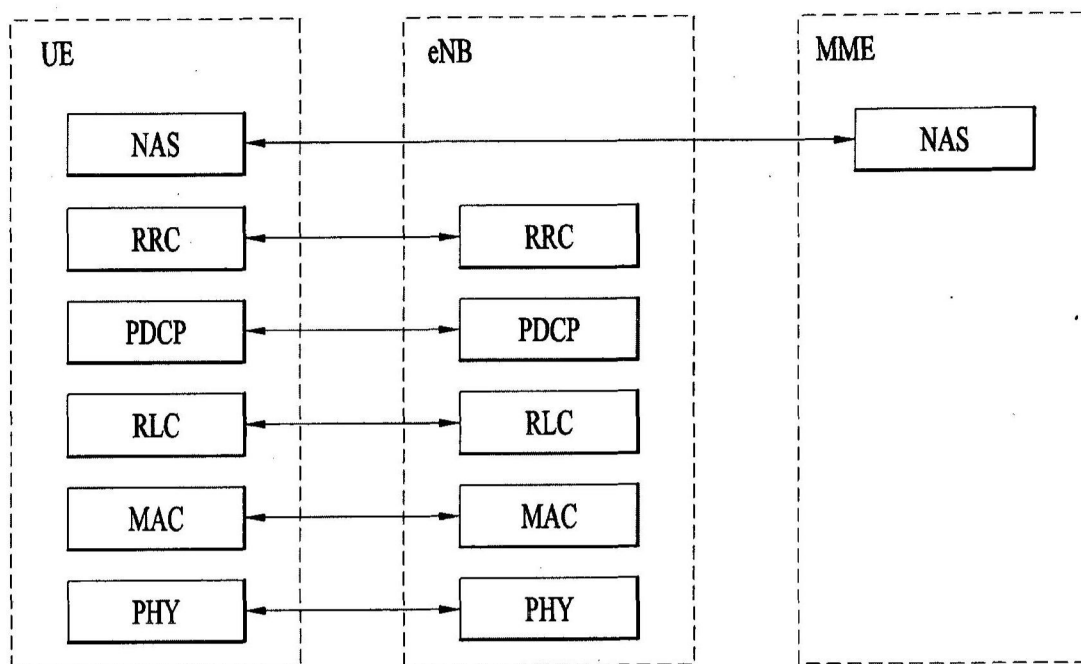 UE eNB MME
NAS NAS
RRC RRC
PDCP PDCP
RLC RLC
MAC MAC
PHY PHY